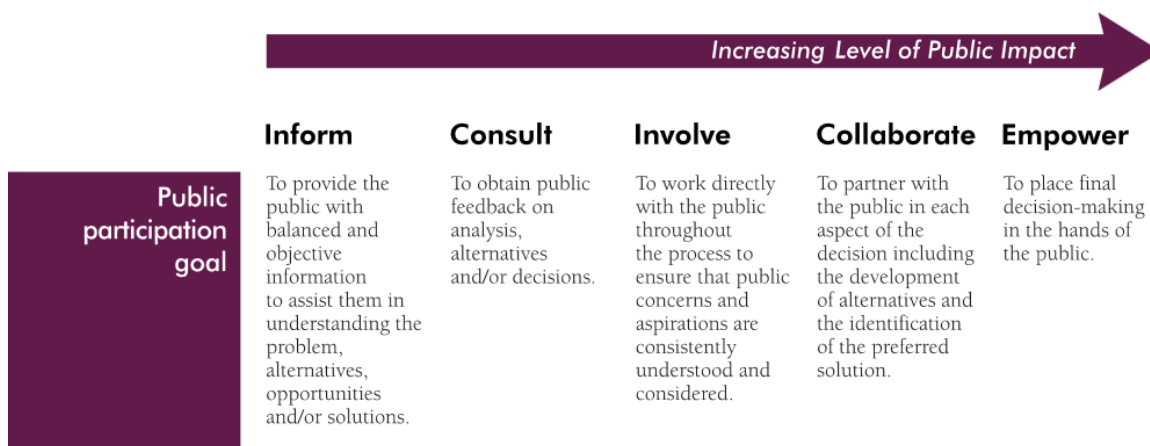 Increasing Level of Public Impact
Inform
Consult
Involve
Collaborate
Empower
Public
participation
goal
To provide the
public with
balanced and
objective
information
to assist them in
understanding the
problem,
alternatives,
opportunities
and/or solutions.
To obtain public
feedback on
analysis,
alternatives
and/or decisions.
To work directly
with the public
throughout
the process to
ensure that public
concerns and
aspirations are
consistently
understood and
considered.
To partner with
the public in each
aspect of the
decision including
the development
of alternatives and
the identification
of the preferred
solution.
To place final
decision-making
in the hands of
the public.